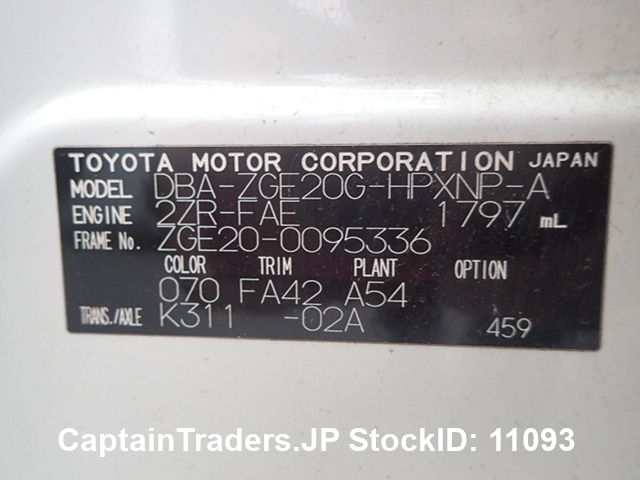 TOYOTA MOTOR CORPORATION JAPAN
MODEL DBA-ZGE20G-HPXNP-A
ENGINE 2ZR-FAE 1797 mL
FRAME No. ZGE20-0095336
COLOR TRIM PLANT OPTION
070 FA42 A54
TRANS./AXLE K311 -02A 459
CaptainTraders.JP StockID: 11093